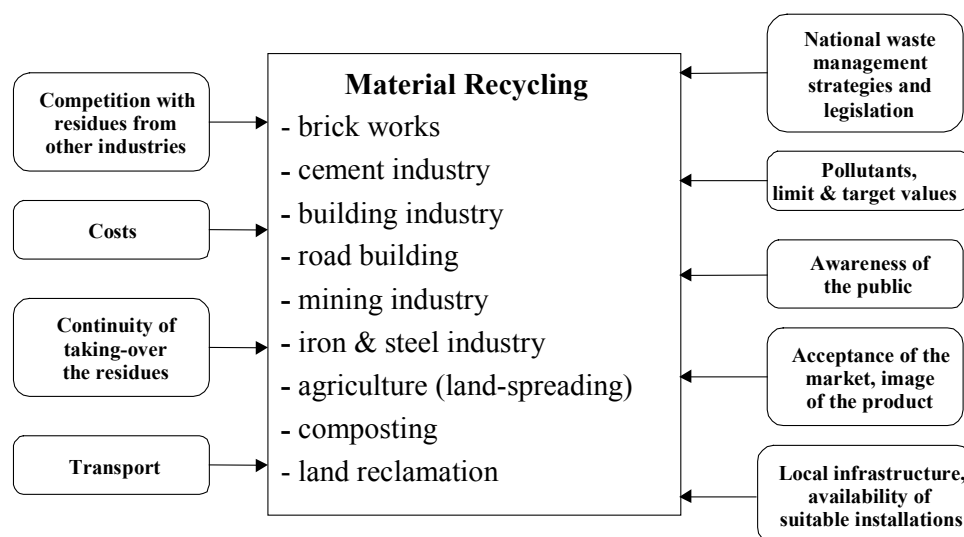 Competition with
residues from
other industries
Costs
Continuity of
taking-over
the residues
Transport
Material Recycling
- brick works
- cement industry
- building industry
- road building
- mining industry
- iron & steel industry
- agriculture (land-spreading)
- composting
- land reclamation
National waste
management
strategies and
legislation
Pollutants,
limit & target values
Awareness of
the public
Acceptance of the
market, image
of the product
Local infrastructure,
availability of
suitable installations